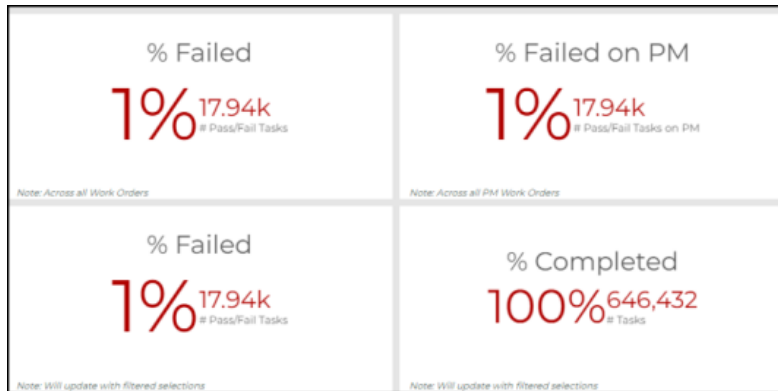 % Failed
1% 17.94k
# Pass/Fail Tasks
Note: Across all Work Orders
% Failed on PM
1% 17.94k
# Pass/Fail Tasks on PM
Note: Across all PM Work Orders
% Failed
1% 17.94k
# Pass/Fail Tasks
Note: Will update with filtered selections
% Completed
100% 646,432
# Tasks
Note: Will update with filtered selections